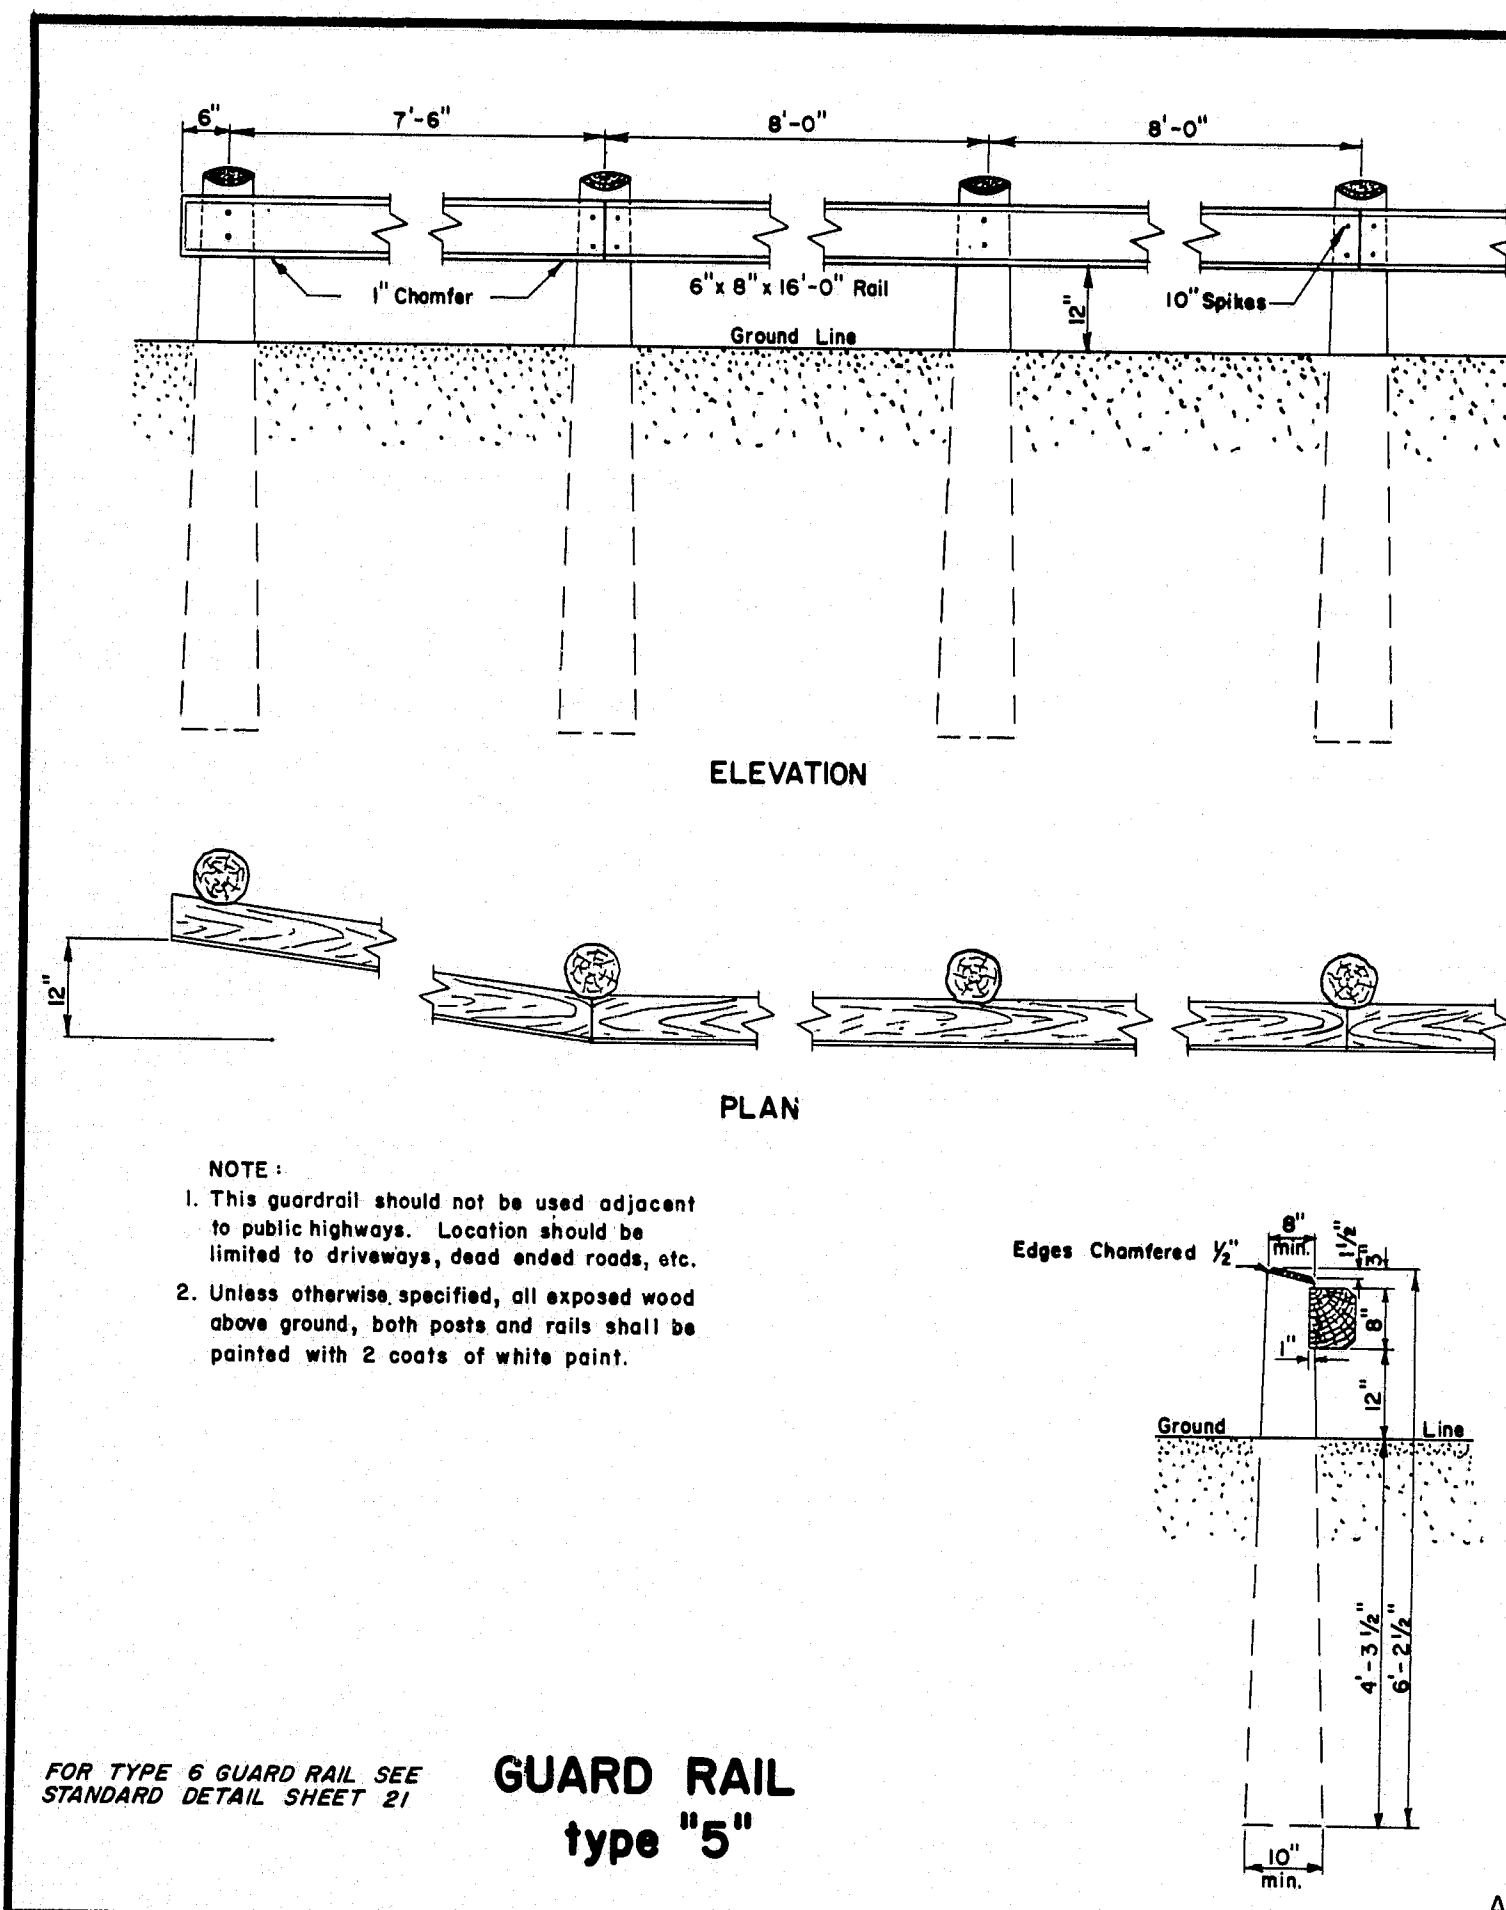 6" 7'-6" 8'-0" 8'-0"
1" Chamfer
6" x 8" x 16'-0" Rail
12"
10" Spikes
Ground Line
ELEVATION
12"
PLAN
NOTE :
1. This guardrail should not be used adjacent
to public highways. Location should be
limited to driveways, dead ended roads, etc.
2. Unless otherwise specified, all exposed wood
above ground, both posts and rails shall be
painted with 2 coats of white paint.
8"
min.
1½"
3"
Edges Chamfered ½"
8"
1"
12"
Ground Line
4'-3½"
6'-2½"
10"
min.
FOR TYPE 6 GUARD RAIL SEE
STANDARD DETAIL SHEET 21
GUARD RAIL
type "5"